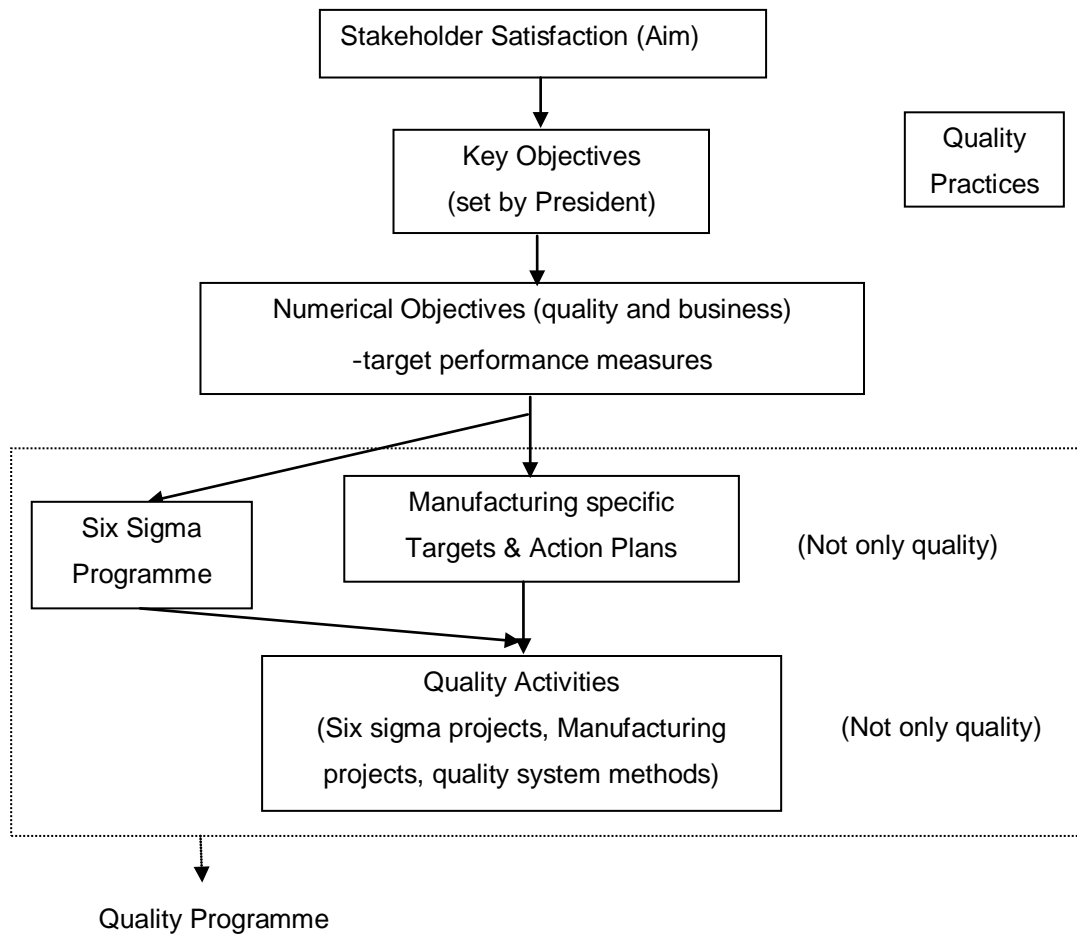 Stakeholder Satisfaction (Aim)
Key Objectives
(set by President)
Quality
Practices
Numerical Objectives (quality and business)
-target performance measures
Six Sigma
Programme
Manufacturing specific
Targets & Action Plans
(Not only quality)
Quality Activities
(Six sigma projects, Manufacturing
projects, quality system methods)
(Not only quality)
Quality Programme